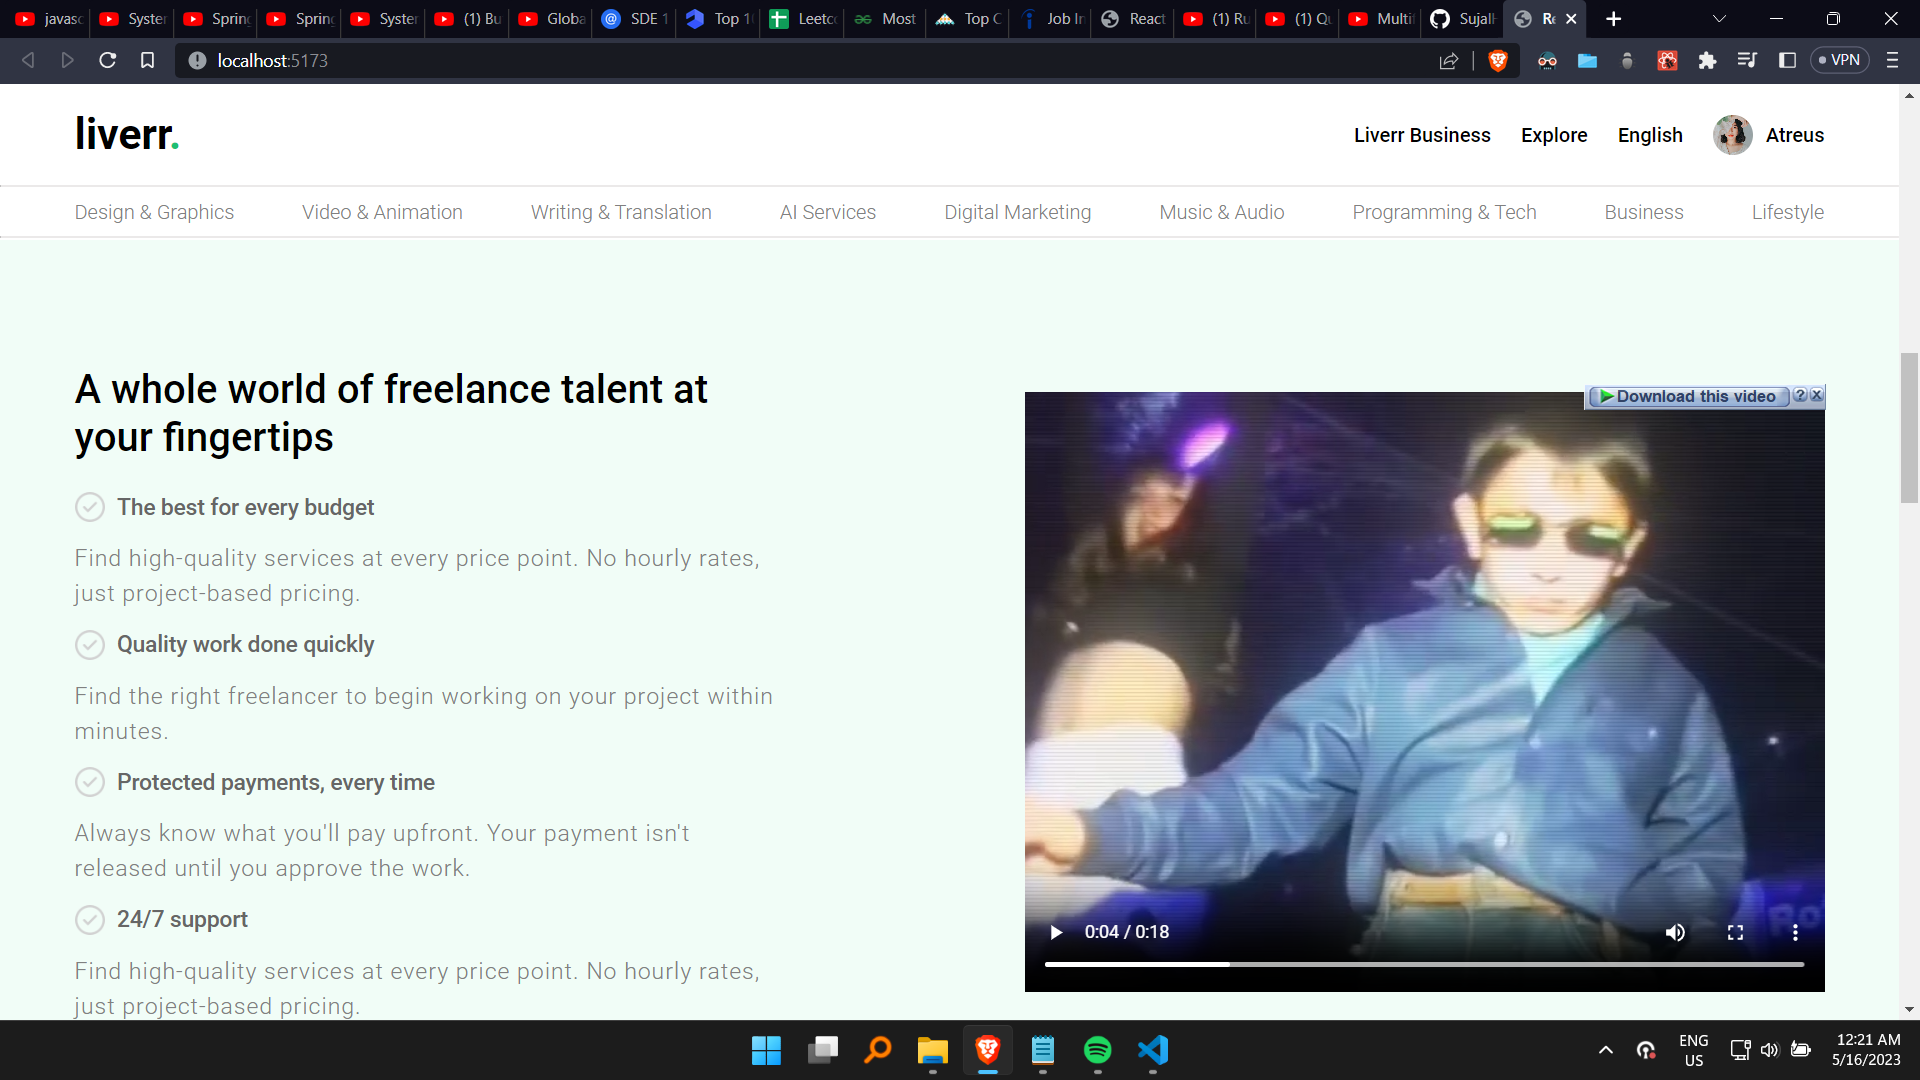 javasc
Syster
Spring
Spring
Syster
(1) Bu
Globa
SDE 1
Top 1
Leetco
Most
Top C
Job In
React
(1) Ru
(1) Qu
Multi
SujalH
Re
localhost:5173
VPN
liverr.
Liverr Business
Explore
English
Atreus
Design & Graphics
Video & Animation
Writing & Translation
AI Services
Digital Marketing
Music & Audio
Programming & Tech
Business
Lifestyle
A whole world of freelance talent at
your fingertips
The best for every budget
Find high-quality services at every price point. No hourly rates,
just project-based pricing.
Quality work done quickly
Find the right freelancer to begin working on your project within
minutes.
Protected payments, every time
Always know what you'll pay upfront. Your payment isn't
released until you approve the work.
24/7 support
Find high-quality services at every price point. No hourly rates,
just project-based pricing.
Download this video
?
0:04 / 0:18
ENG
US
12:21 AM
5/16/2023